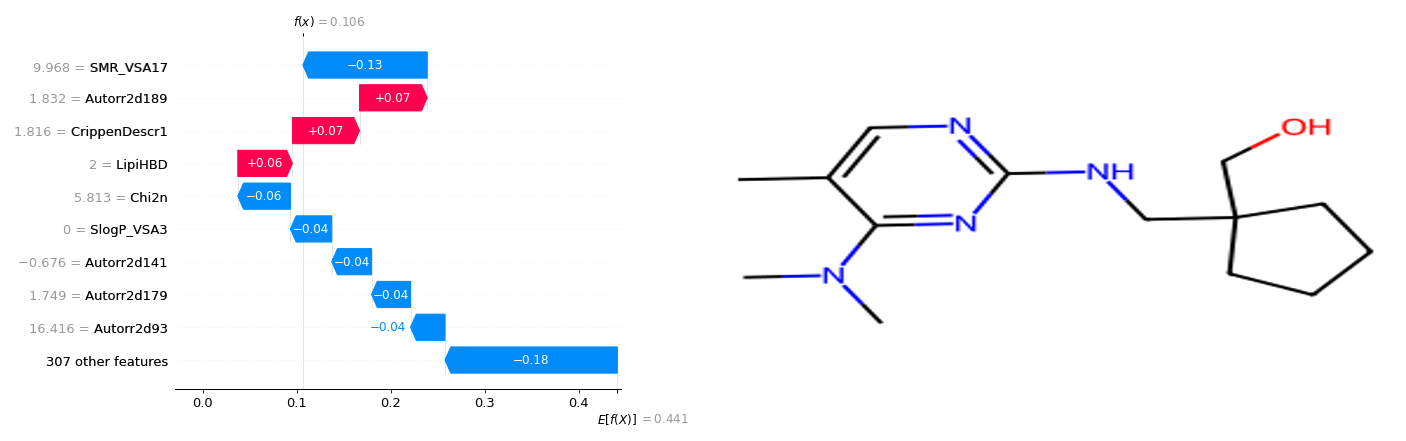 f(x) = 0.106
9.968 = SMR_VSA17
−0.13
1.832 = Autorr2d189
+0.07
1.816 = CrippenDescr1
+0.07
2 = LipiHBD
+0.06
5.813 = Chi2n
−0.06
0 = SlogP_VSA3
−0.04
−0.676 = Autorr2d141
−0.04
1.749 = Autorr2d179
−0.04
16.416 = Autorr2d93
−0.04
307 other features
−0.18
0.0 0.1 0.2 0.3 0.4
E[f(X)] = 0.441
N
OH
NH
N
N